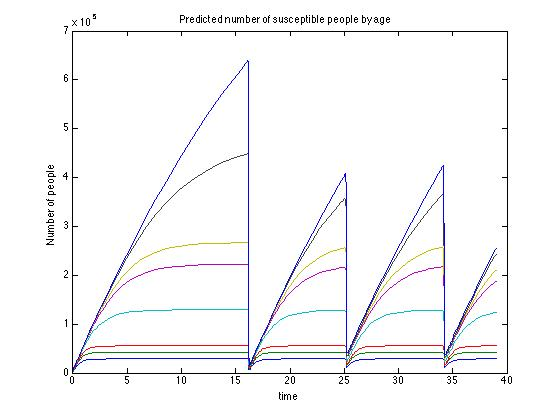 Predicted number of susceptible people by age
7 x 10^5
6
5
4
3
2
1
0
Number of people
0 5 10 15 20 25 30 35 40
time